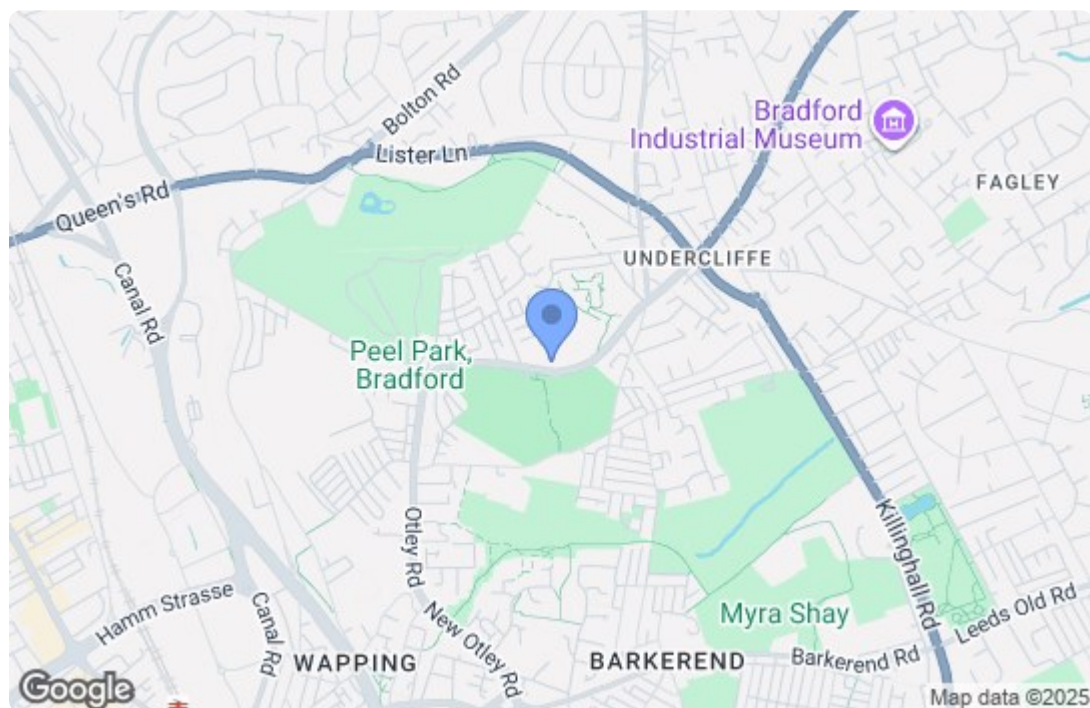 Bolton Rd
Bradford
Industrial Museum
Lister Ln
FAGLEY
Queen's Rd
UNDERCLIFFE
Canal Rd
Peel Park,
Bradford
Otley Rd
Killinghall Rd
Hamm Strasse
Canal Rd
New Otley Rd
Myra Shay
Leeds Old Rd
WAPPING
BARKEREND
Barkerend Rd
Google
Map data ©2025